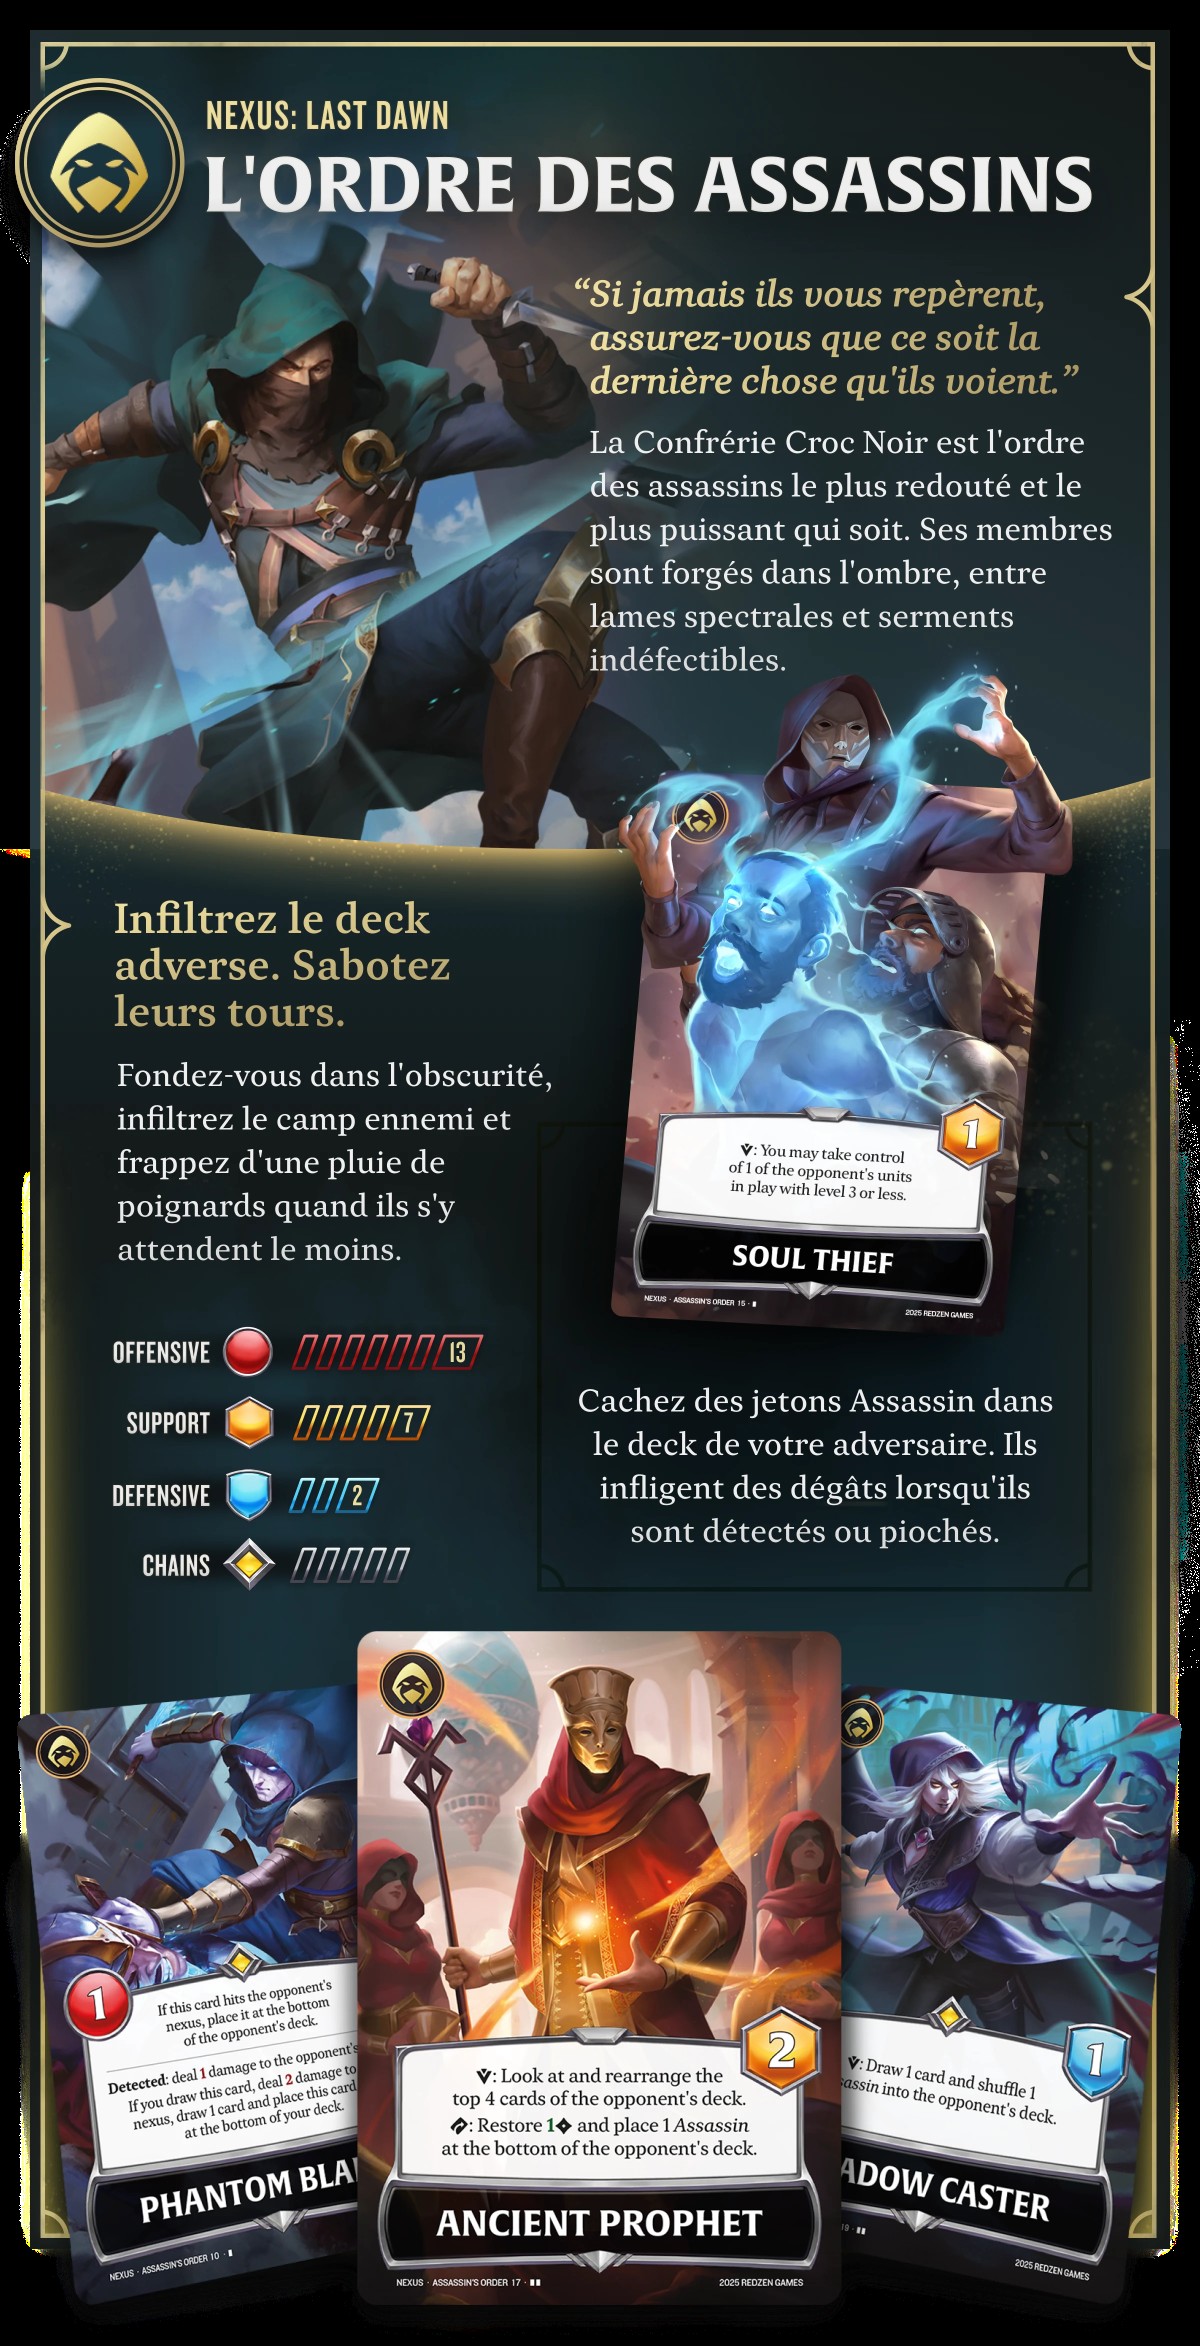 NEXUS: LAST DAWN
L'ORDRE DES ASSASSINS
“Si jamais ils vous repèrent,
assurez-vous que ce soit la
dernière chose qu'ils voient.”
La Confrérie Croc Noir est l'ordre
des assassins le plus redouté et le
plus puissant qui soit. Ses membres
sont forgés dans l'ombre, entre
lames spectrales et serments
indéfectibles.
Infiltrez le deck
adverse. Sabotez
leurs tours.
Fondez-vous dans l'obscurité,
infiltrez le camp ennemi et
frappez d'une pluie de
poignards quand ils s'y
attendent le moins.
1
: You may take control
of 1 of the opponent's units
in play with level 3 or less.
SOUL THIEF
NEXUS · ASSASSIN'S ORDER 15 ·
2025 REDZEN GAMES
OFFENSIVE 13
SUPPORT 7
DEFENSIVE 2
CHAINS
Cachez des jetons Assassin dans
le deck de votre adversaire. Ils
infligent des dégâts lorsqu'ils
sont détectés ou piochés.
1
If this card hits the opponent's
nexus, place it at the bottom
of the opponent's deck.
Detected: deal 1 damage to the opponent's
If you draw this card, deal 2 damage to
nexus, draw 1 card and place this card
at the bottom of your deck.
PHANTOM BLA
NEXUS · ASSASSIN'S ORDER 10 ·
2
: Look at and rearrange the
top 4 cards of the opponent's deck.
: Restore 1 and place 1 Assassin
at the bottom of the opponent's deck.
ANCIENT PROPHET
NEXUS · ASSASSIN'S ORDER 17 ·
2025 REDZEN GAMES
1
: Draw 1 card and shuffle 1
assin into the opponent's deck.
ADOW CASTER
19 ·
2025 REDZEN GAMES